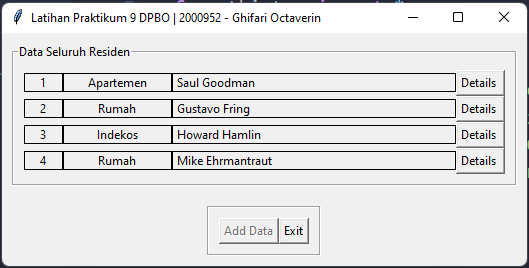 Latihan Praktikum 9 DPBO | 2000952 - Ghifari Octaverin
Data Seluruh Residen
1 Apartemen Saul Goodman Details
2 Rumah Gustavo Fring Details
3 Indekos Howard Hamlin Details
4 Rumah Mike Ehrmantraut Details
Add Data Exit